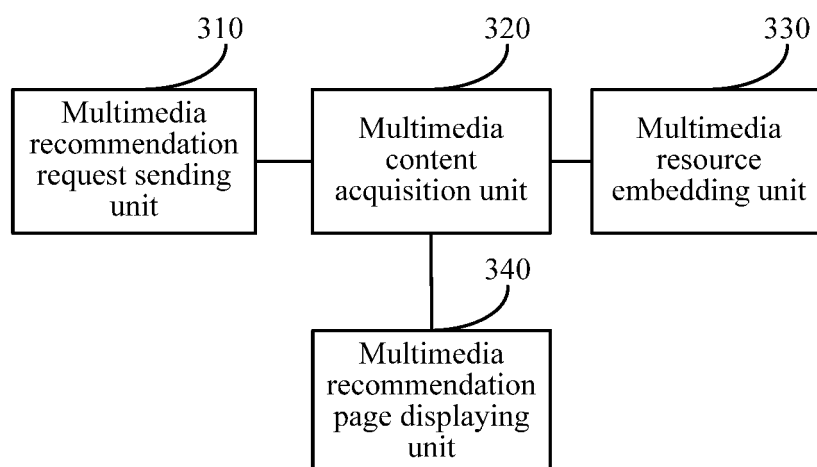 310
320
330
Multimedia
recommendation
request sending
unit
Multimedia
content
acquisition unit
Multimedia
resource
embedding unit
340
Multimedia
recommendation
page displaying
unit